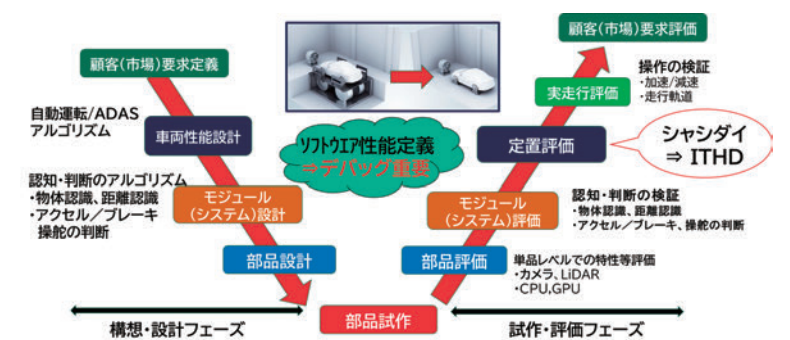 顧客(市場)要求定義
自動運転/ADAS
アルゴリズム
車両性能設計
認知・判断のアルゴリズム
・物体認識、距離認識
・アクセル／ブレーキ
操舵の判断
モジュール
(システム)設計
部品設計
構想・設計フェーズ
部品試作
ソフトウエア性能定義
⇒デバッグ重要
顧客(市場)要求評価
実走行評価
操作の検証
・加速/減速
・走行軌道
定置評価
シャシダイ
⇒ ITHD
モジュール
(システム)評価
認知・判断の検証
・物体認識、距離認識
・アクセル／ブレーキ、操舵の判断
部品評価
単品レベルでの特性等評価
・カメラ、LiDAR
・CPU,GPU
試作・評価フェーズ